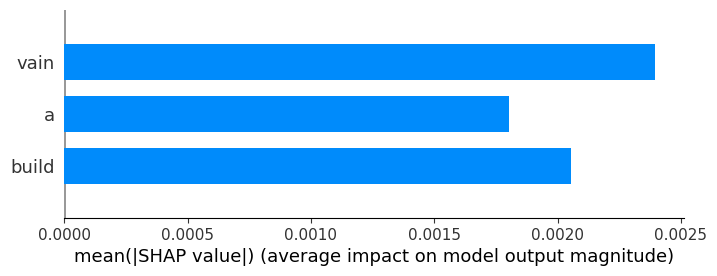 vain
a
build
0.0000 0.0005 0.0010 0.0015 0.0020 0.0025
mean(|SHAP value|) (average impact on model output magnitude)